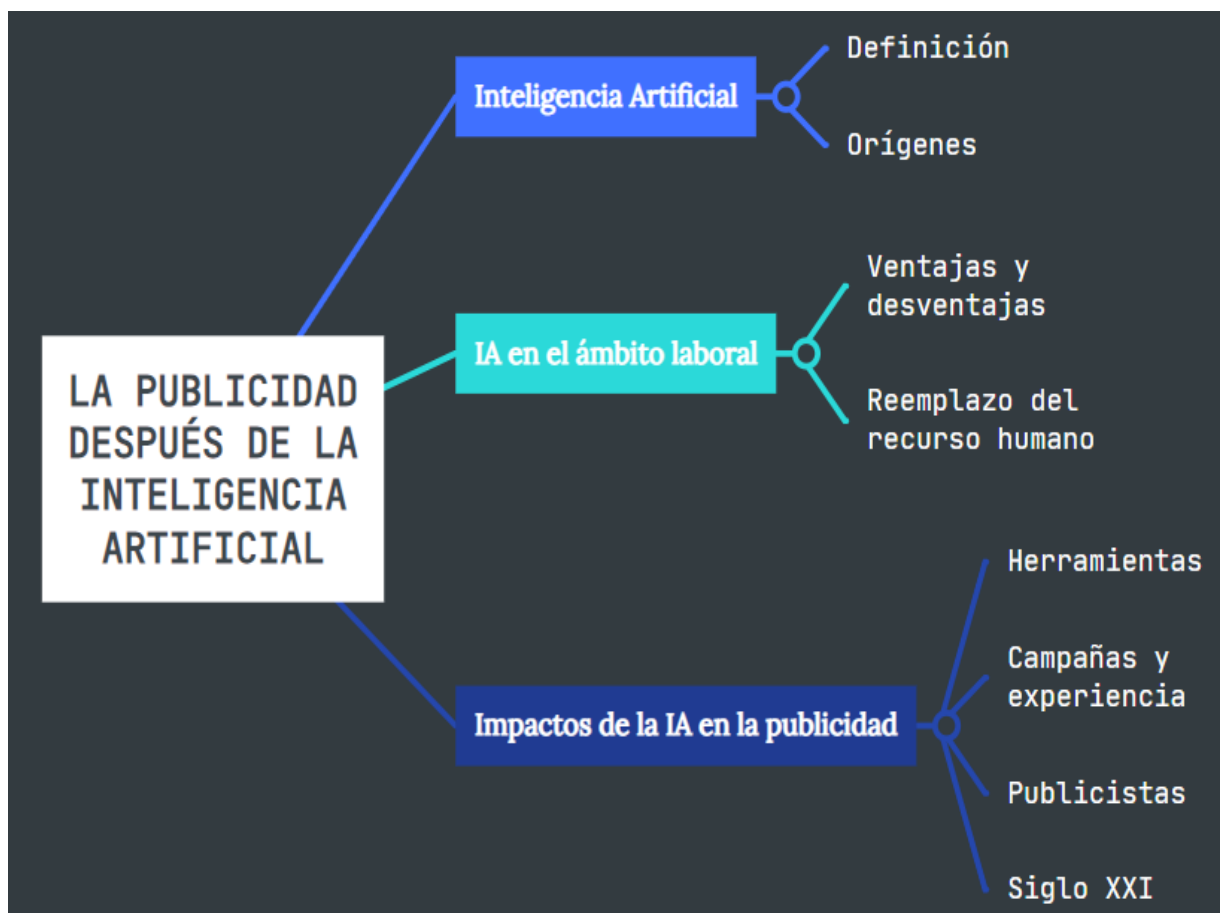 LA PUBLICIDAD
DESPUÉS DE LA
INTELIGENCIA
ARTIFICIAL
Inteligencia Artificial
Definición
Orígenes
IA en el ámbito laboral
Ventajas y
desventajas
Reemplazo del
recurso humano
Impactos de la IA en la publicidad
Herramientas
Campañas y
experiencia
Publicistas
Siglo XXI